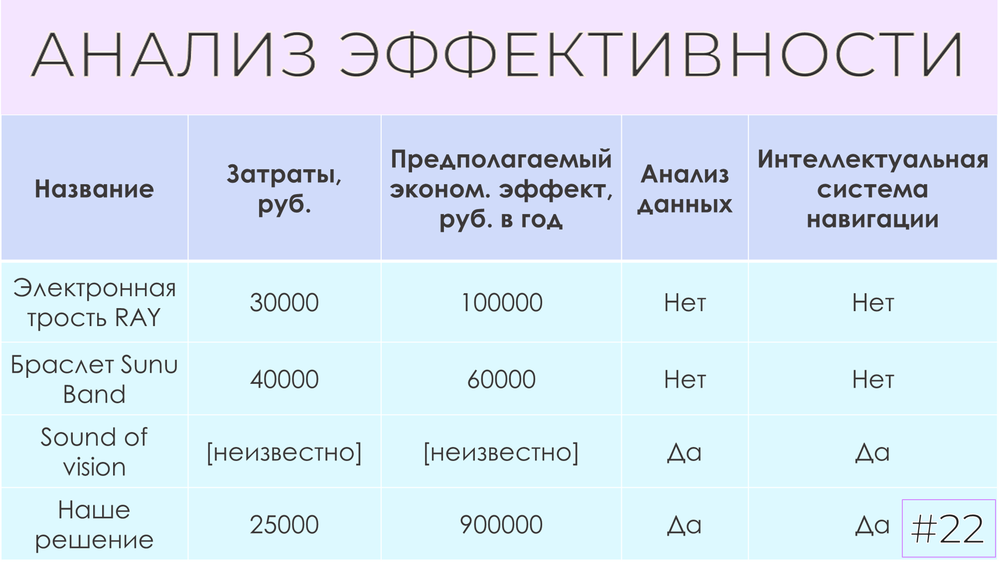 АНАЛИЗ ЭФФЕКТИВНОСТИ
Название
Затраты,
руб.
Предполагаемый
эконом. эффект,
руб. в год
Анализ
данных
Интеллектуальная
система
навигации
Электронная
трость RAY
30000
100000
Нет
Нет
Браслет Sunu
Band
40000
60000
Нет
Нет
Sound of
vision
[неизвестно]
[неизвестно]
Да
Да
Наше
решение
25000
900000
Да
Да
#22